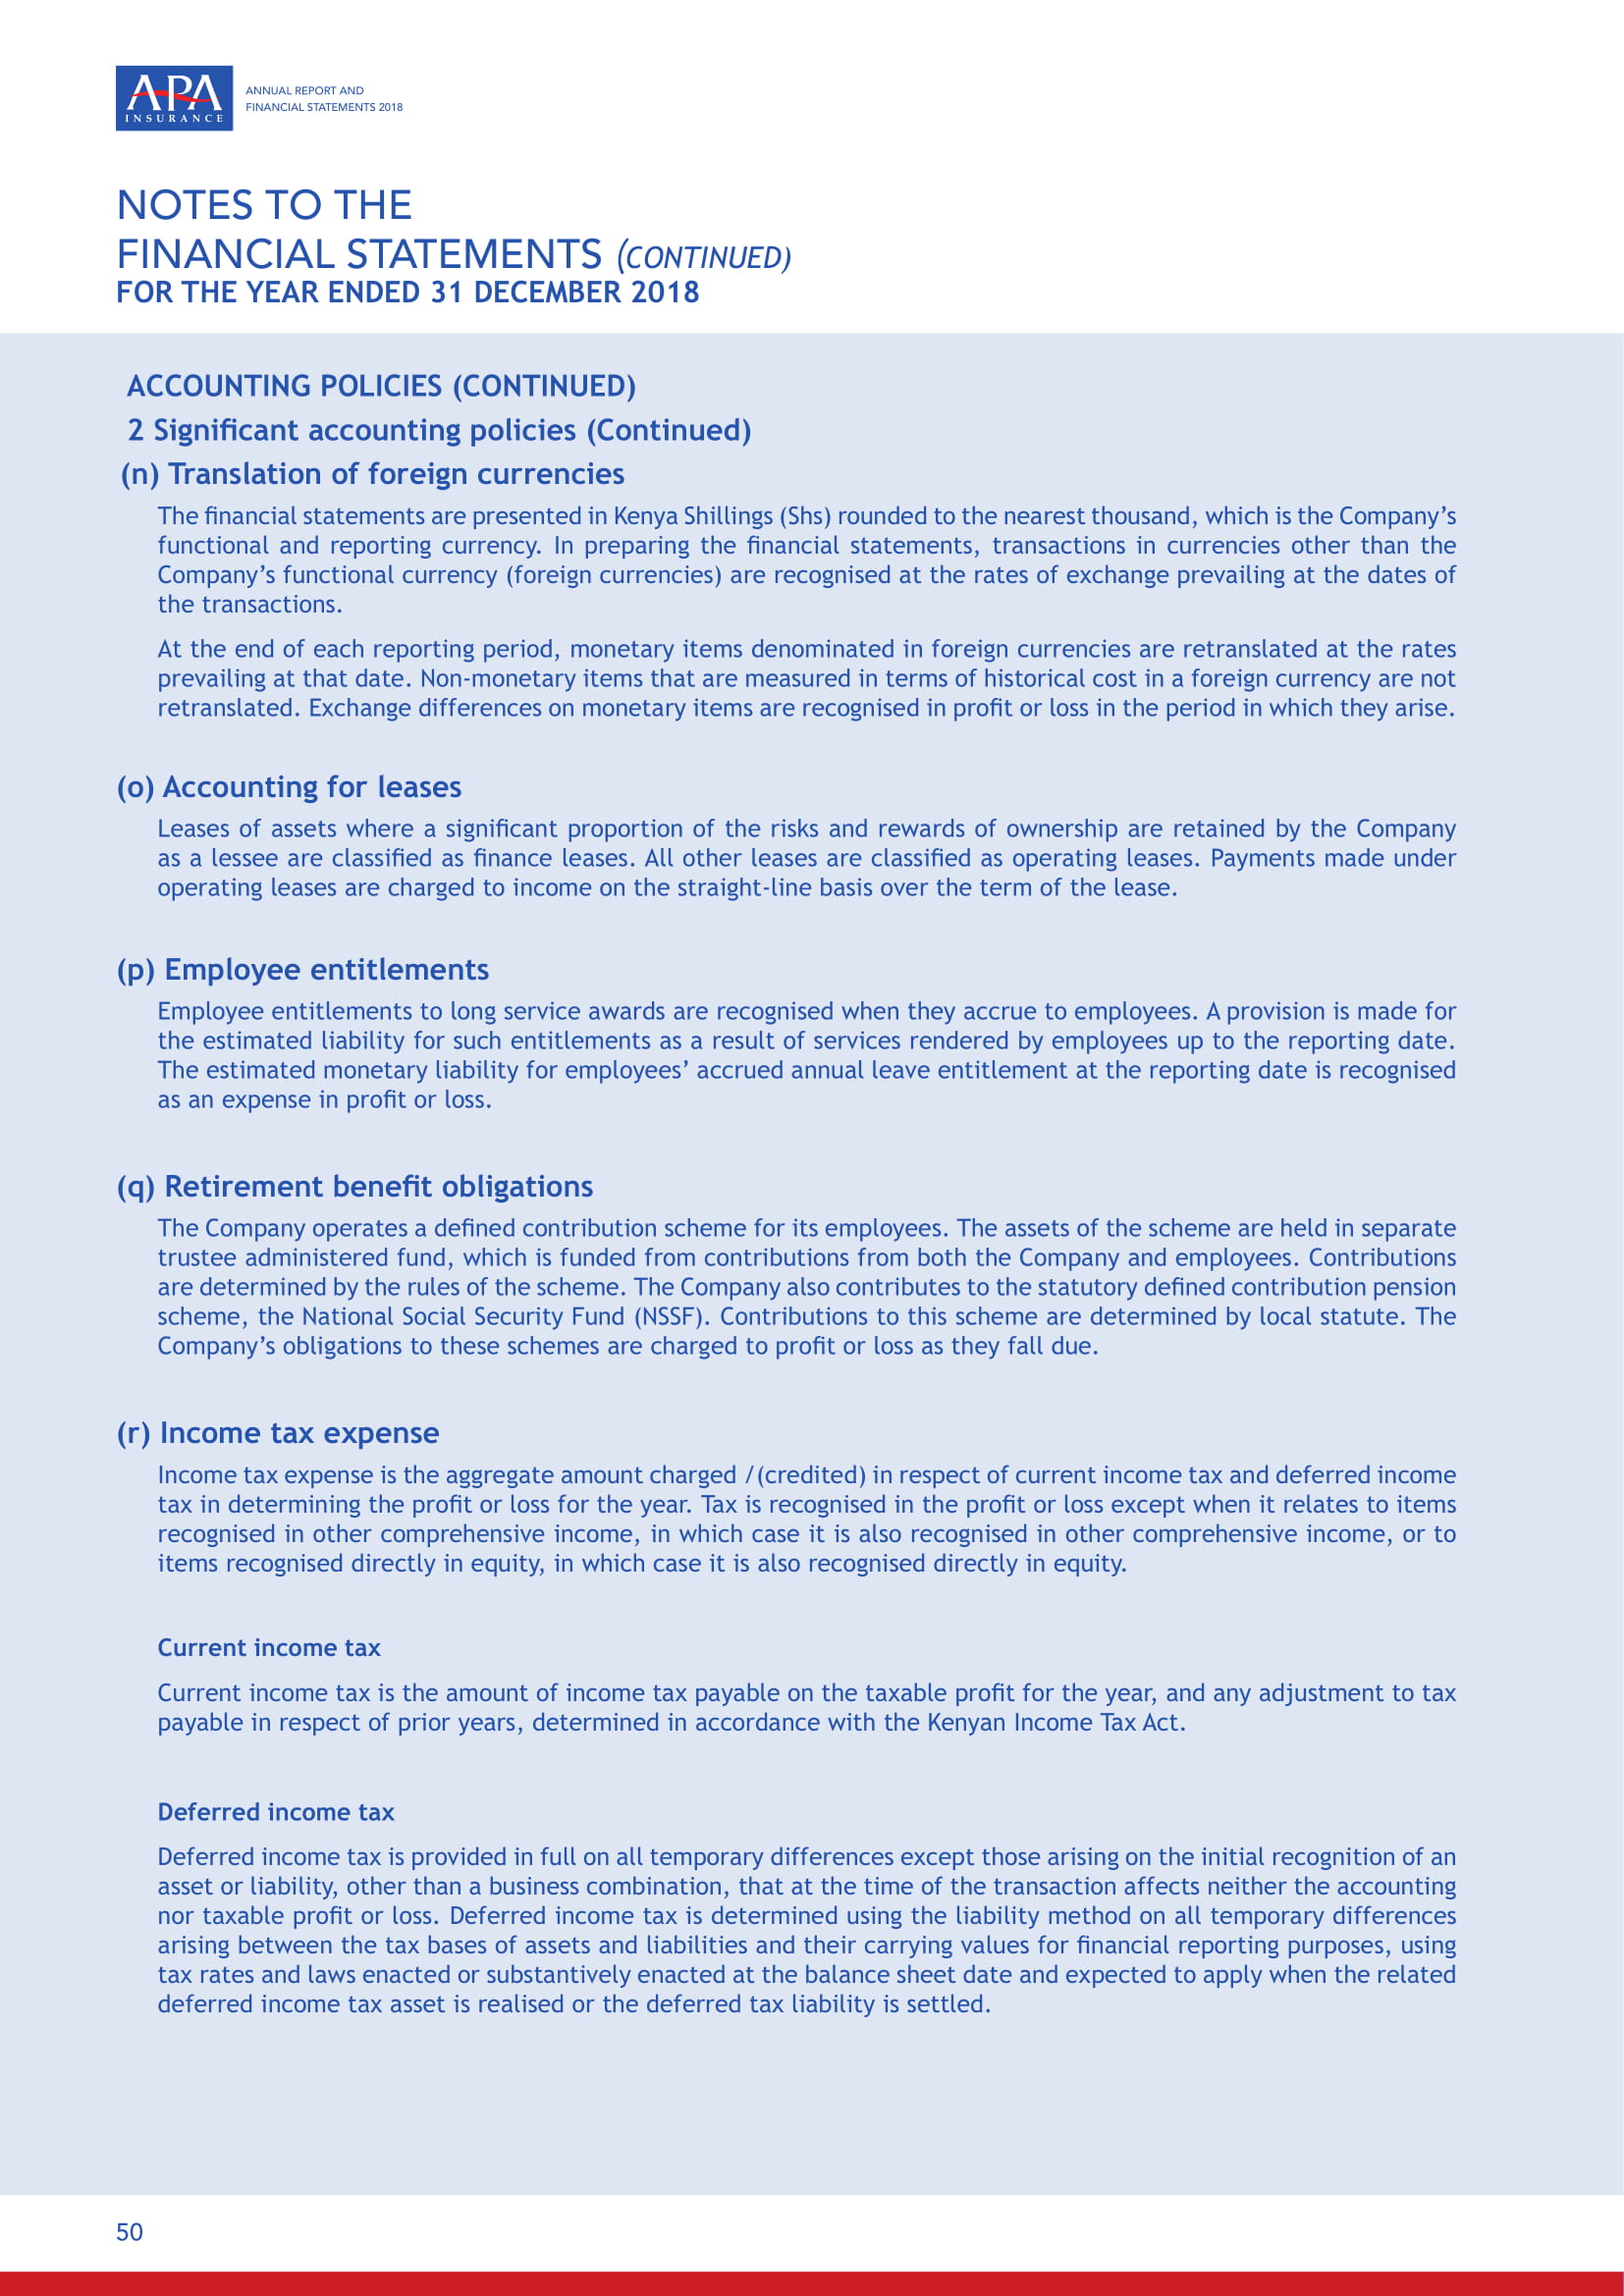 APA
INSURANCE
ANNUAL REPORT AND
FINANCIAL STATEMENTS 2018
NOTES TO THE
FINANCIAL STATEMENTS (CONTINUED)
FOR THE YEAR ENDED 31 DECEMBER 2018
ACCOUNTING POLICIES (CONTINUED)
2 Significant accounting policies (Continued)
(n) Translation of foreign currencies
The financial statements are presented in Kenya Shillings (Shs) rounded to the nearest thousand, which is the Company’s
functional and reporting currency. In preparing the financial statements, transactions in currencies other than the
Company’s functional currency (foreign currencies) are recognised at the rates of exchange prevailing at the dates of
the transactions.
At the end of each reporting period, monetary items denominated in foreign currencies are retranslated at the rates
prevailing at that date. Non-monetary items that are measured in terms of historical cost in a foreign currency are not
retranslated. Exchange differences on monetary items are recognised in profit or loss in the period in which they arise.
(o) Accounting for leases
Leases of assets where a significant proportion of the risks and rewards of ownership are retained by the Company
as a lessee are classified as finance leases. All other leases are classified as operating leases. Payments made under
operating leases are charged to income on the straight-line basis over the term of the lease.
(p) Employee entitlements
Employee entitlements to long service awards are recognised when they accrue to employees. A provision is made for
the estimated liability for such entitlements as a result of services rendered by employees up to the reporting date.
The estimated monetary liability for employees’ accrued annual leave entitlement at the reporting date is recognised
as an expense in profit or loss.
(q) Retirement benefit obligations
The Company operates a defined contribution scheme for its employees. The assets of the scheme are held in separate
trustee administered fund, which is funded from contributions from both the Company and employees. Contributions
are determined by the rules of the scheme. The Company also contributes to the statutory defined contribution pension
scheme, the National Social Security Fund (NSSF). Contributions to this scheme are determined by local statute. The
Company’s obligations to these schemes are charged to profit or loss as they fall due.
(r) Income tax expense
Income tax expense is the aggregate amount charged /(credited) in respect of current income tax and deferred income
tax in determining the profit or loss for the year. Tax is recognised in the profit or loss except when it relates to items
recognised in other comprehensive income, in which case it is also recognised in other comprehensive income, or to
items recognised directly in equity, in which case it is also recognised directly in equity.
Current income tax
Current income tax is the amount of income tax payable on the taxable profit for the year, and any adjustment to tax
payable in respect of prior years, determined in accordance with the Kenyan Income Tax Act.
Deferred income tax
Deferred income tax is provided in full on all temporary differences except those arising on the initial recognition of an
asset or liability, other than a business combination, that at the time of the transaction affects neither the accounting
nor taxable profit or loss. Deferred income tax is determined using the liability method on all temporary differences
arising between the tax bases of assets and liabilities and their carrying values for financial reporting purposes, using
tax rates and laws enacted or substantively enacted at the balance sheet date and expected to apply when the related
deferred income tax asset is realised or the deferred tax liability is settled.
50